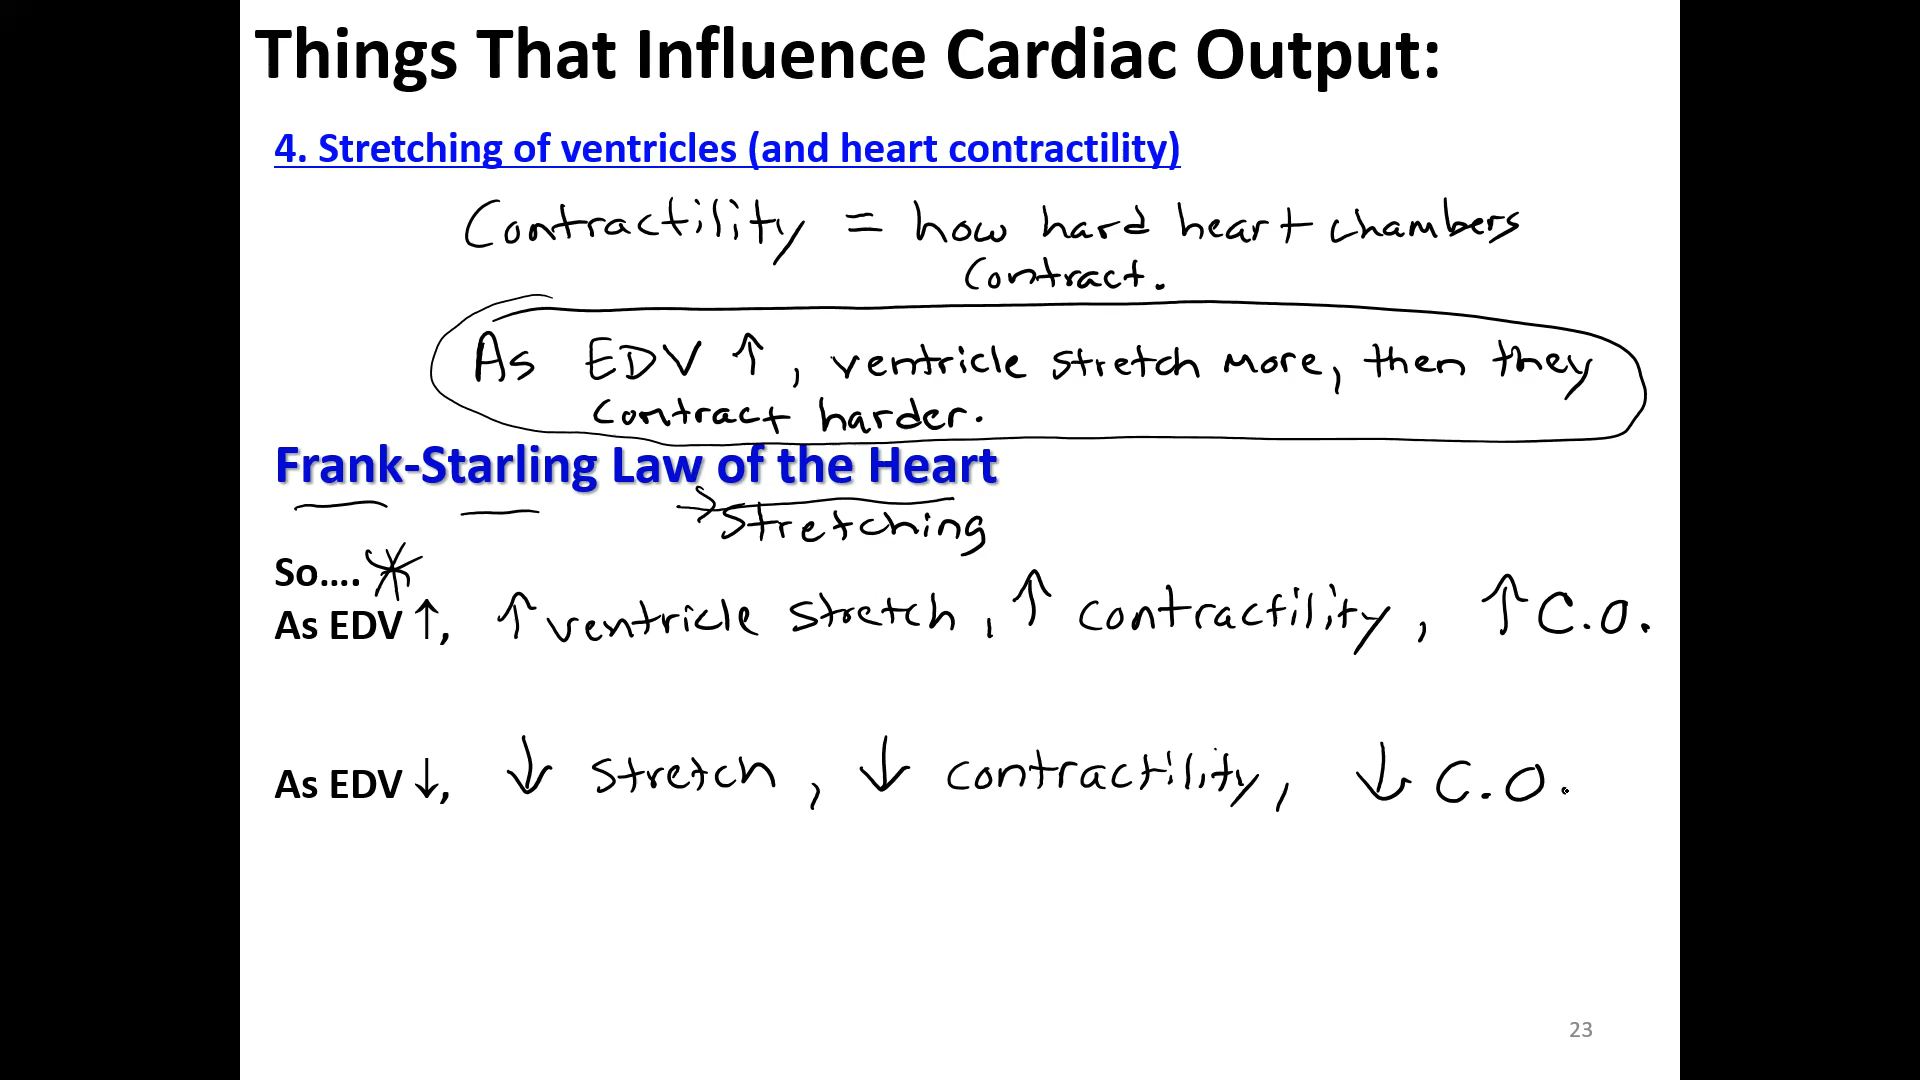 Things That Influence Cardiac Output:
4. Stretching of ventricles (and heart contractility)
Contractility = how hard heart chambers
contract.
As EDV ↑, ventricle stretch more, then they
contract harder.
Frank-Starling Law of the Heart
→ stretching
So.... *
As EDV ↑, ↑ ventricle stretch, ↑ contractility, ↑ C.O.
As EDV ↓, ↓ stretch, ↓ contractility, ↓ C.O.
23